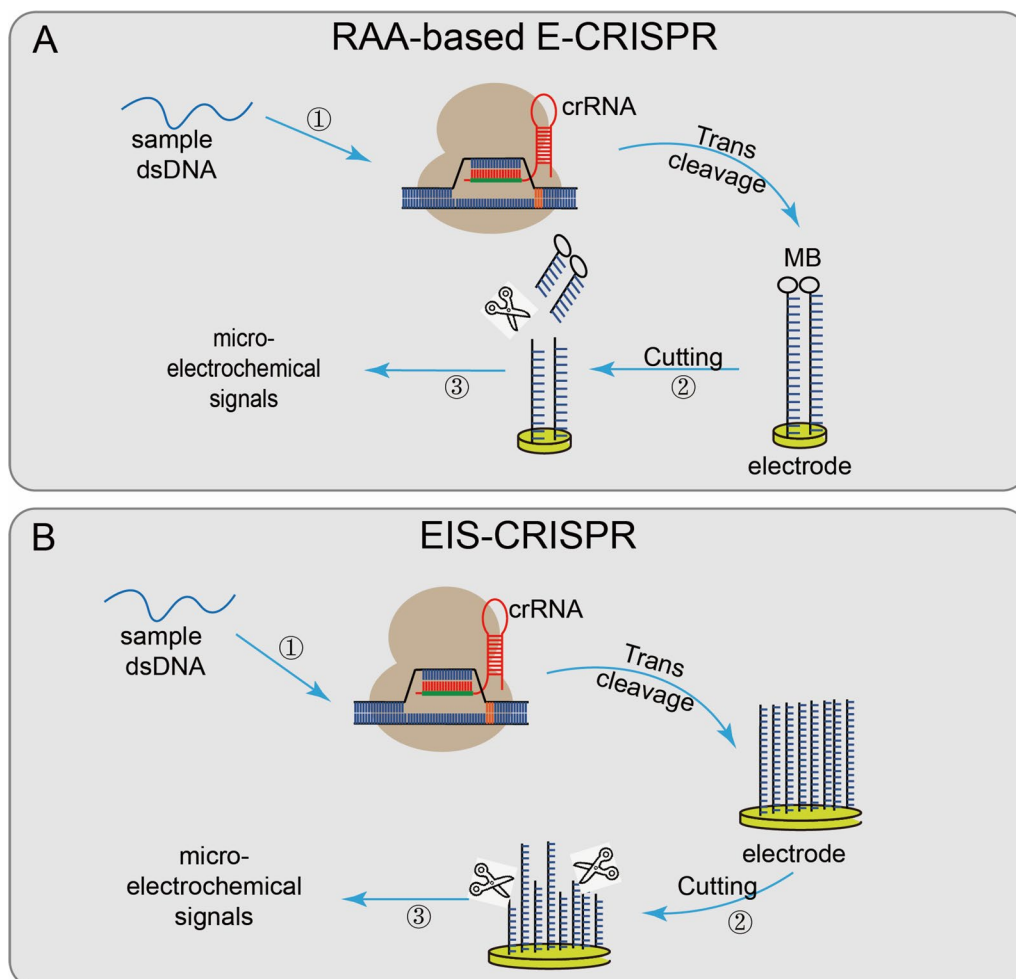 A
RAA-based E-CRISPR
sample
dsDNA
①
crRNA
Trans
cleavage
MB
electrode
Cutting
②
③
micro-
electrochemical
signals
B
EIS-CRISPR
sample
dsDNA
①
crRNA
Trans
cleavage
electrode
Cutting
②
③
micro-
electrochemical
signals